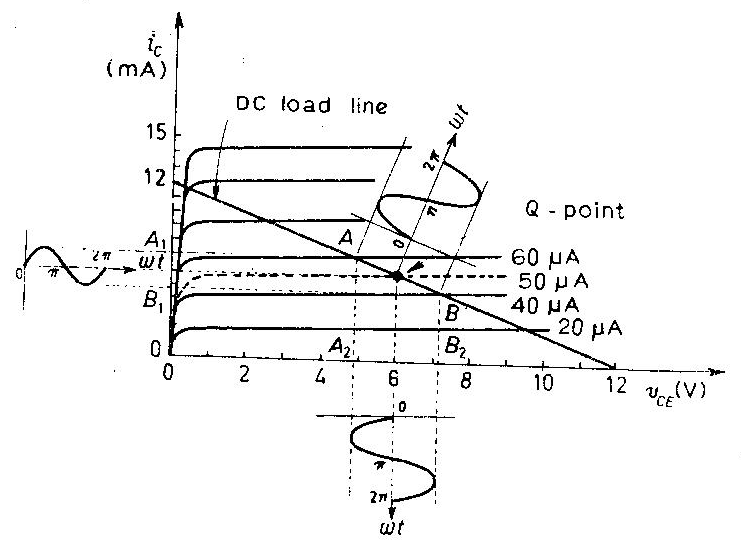 i_C
(mA)
DC load line
15
12
ωt
2π
π
0
Q - point
A_1
A
0
π
2π
ωt
60 μA
50 μA
B_1
40 μA
B
20 μA
0
A_2
B_2
0
2
4
6
8
10
12
v_CE (V)
0
π
2π
ωt